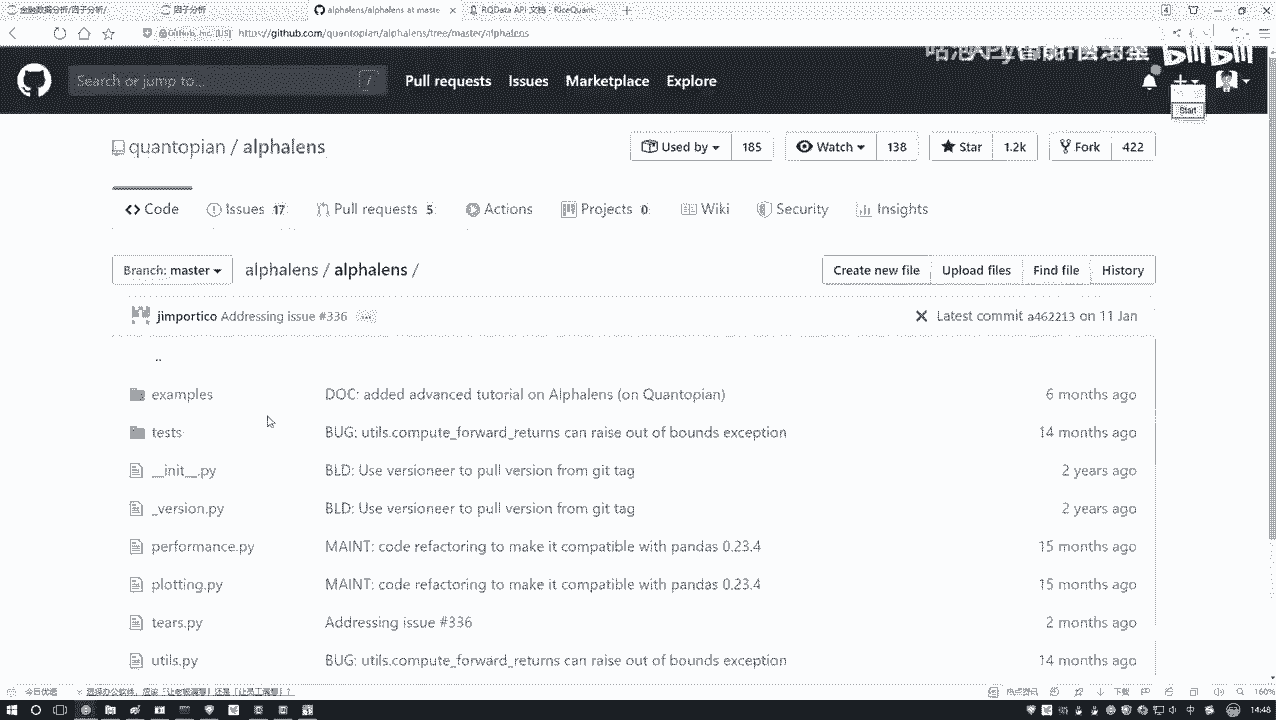 金融数据分析/因子分析/ 因子分析 alphalens/alphalens at maste × RQData API 文档 - RiceQuant +
GitHub, Inc. [US] https://github.com/quantopian/alphalens/tree/master/alphalens
bilibili
Search or jump to... / Pull requests Issues Marketplace Explore
Start
quantopian / alphalens Used by 185 Watch 138 Star 1.2k Fork 422
Code Issues 17 Pull requests 5 Actions Projects 0 Wiki Security Insights
Branch: master alphalens / alphalens / Create new file Upload files Find file History
jimportico Addressing issue #336 ... Latest commit a462213 on 11 Jan
..
examples DOC: added advanced tutorial on Alphalens (on Quantopian) 6 months ago
tests BUG: utils.compute_forward_returns can raise out of bounds exception 14 months ago
__init__.py BLD: Use versioneer to pull version from git tag 2 years ago
_version.py BLD: Use versioneer to pull version from git tag 2 years ago
performance.py MAINT: code refactoring to make it compatible with pandas 0.23.4 15 months ago
plotting.py MAINT: code refactoring to make it compatible with pandas 0.23.4 15 months ago
tears.py Addressing issue #336 2 months ago
utils.py BUG: utils.compute_forward_returns can raise out of bounds exception 14 months ago
今日优选 下载 160%
中 14:46